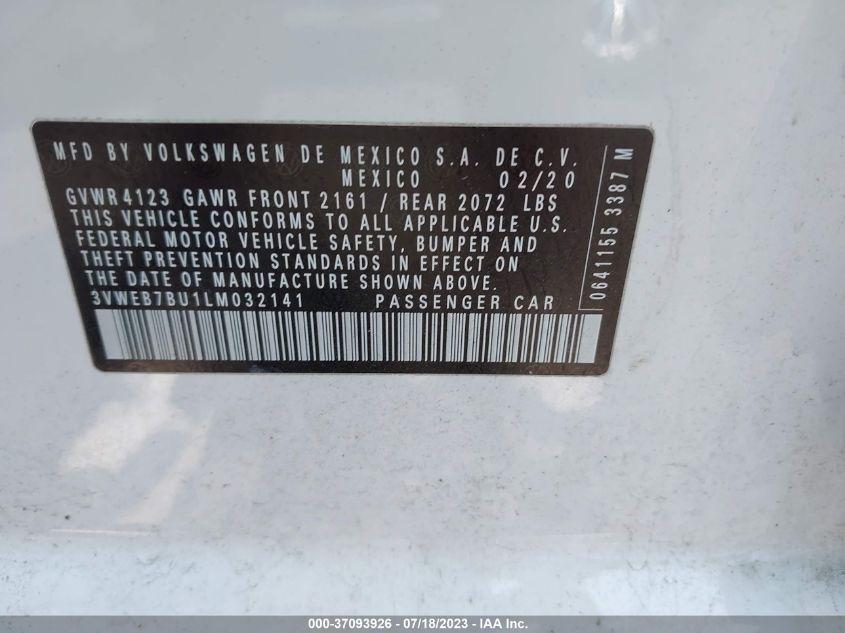 MFD BY VOLKSWAGEN DE MEXICO S.A. DE C.V.
MEXICO 02/20
GVWR 4123 GAWR FRONT 2161 / REAR 2072 LBS
THIS VEHICLE CONFORMS TO ALL APPLICABLE U.S.
FEDERAL MOTOR VEHICLE SAFETY, BUMPER AND
THEFT PREVENTION STANDARDS IN EFFECT ON
THE DATE OF MANUFACTURE SHOWN ABOVE.
3VWEB7BU1LM032141 PASSENGER CAR
0641155 3387 M
000-37093926 - 07/18/2023 - IAA Inc.